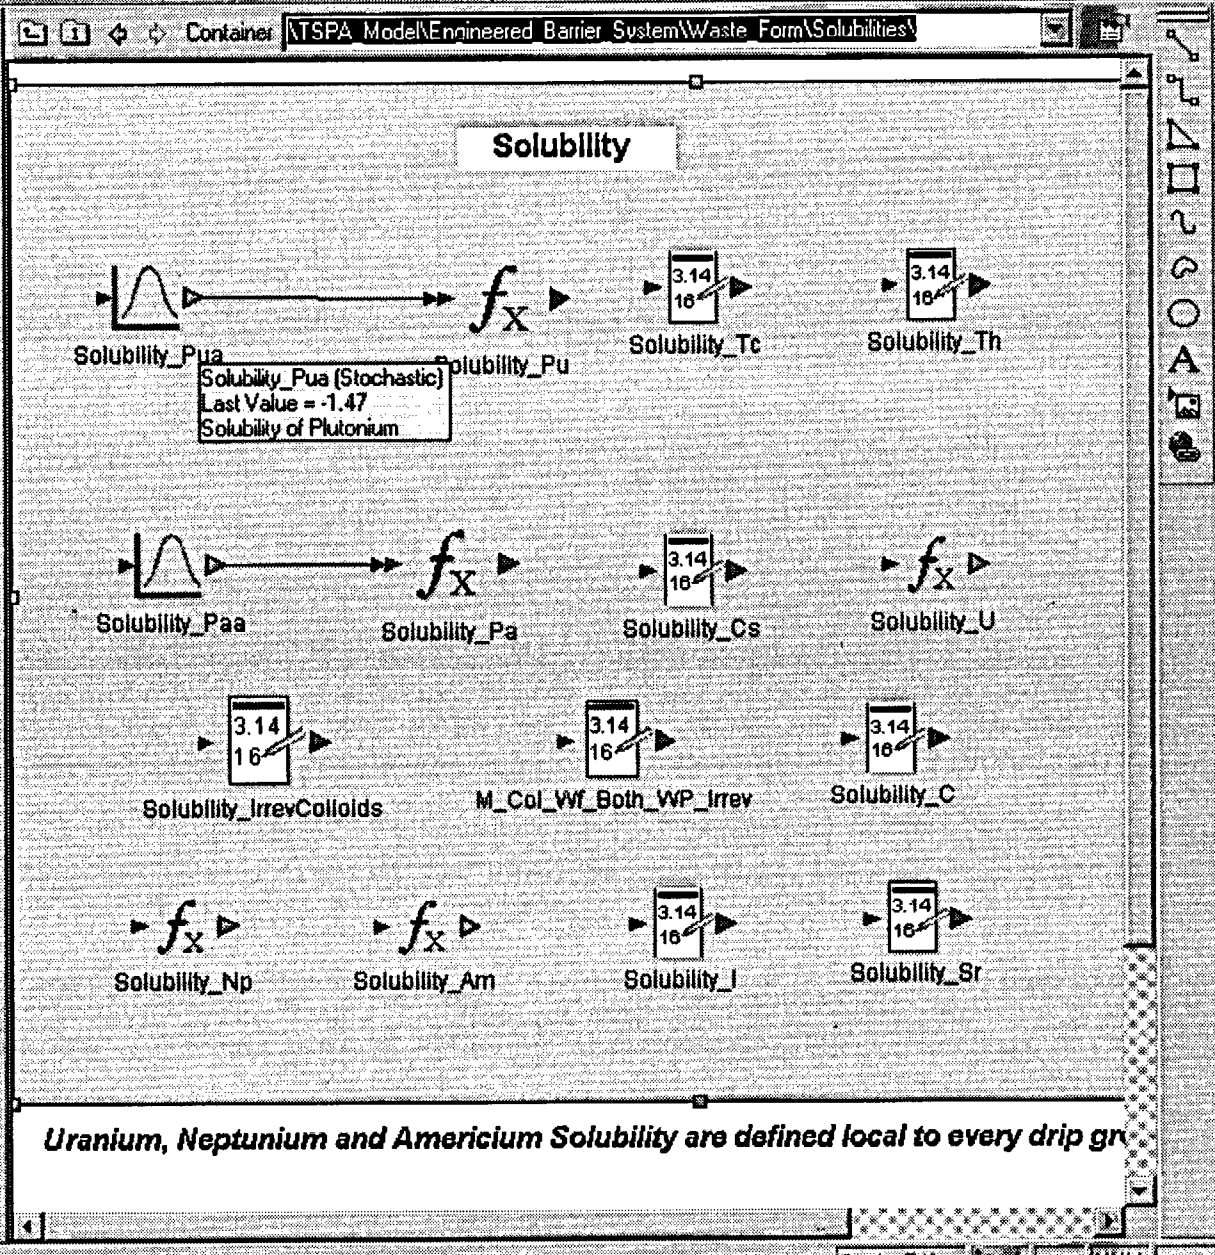 Container \TSPA_Model\Engineered_Barrier_System\Waste_Form\Solubilities\
Solubility
3.14
16
3.14
16
Solubility_Pua
olubility_Pu
Solubility_Tc
Solubility_Th
Solubility_Pua (Stochastic)
Last Value = -1.47
Solubility of Plutonium
3.14
16
Solubility_Paa
Solubility_Pa
Solubility_Cs
Solubility_U
3.14
16
3.14
16
3.14
16
Solubility_IrrevColloids
M_Col_Wf_Both_WP_Irrev
Solubility_C
3.14
16
3.14
16
Solubility_Np
Solubility_Am
Solubility_I
Solubility_Sr
Uranium, Neptunium and Americium Solubility are defined local to every drip gr